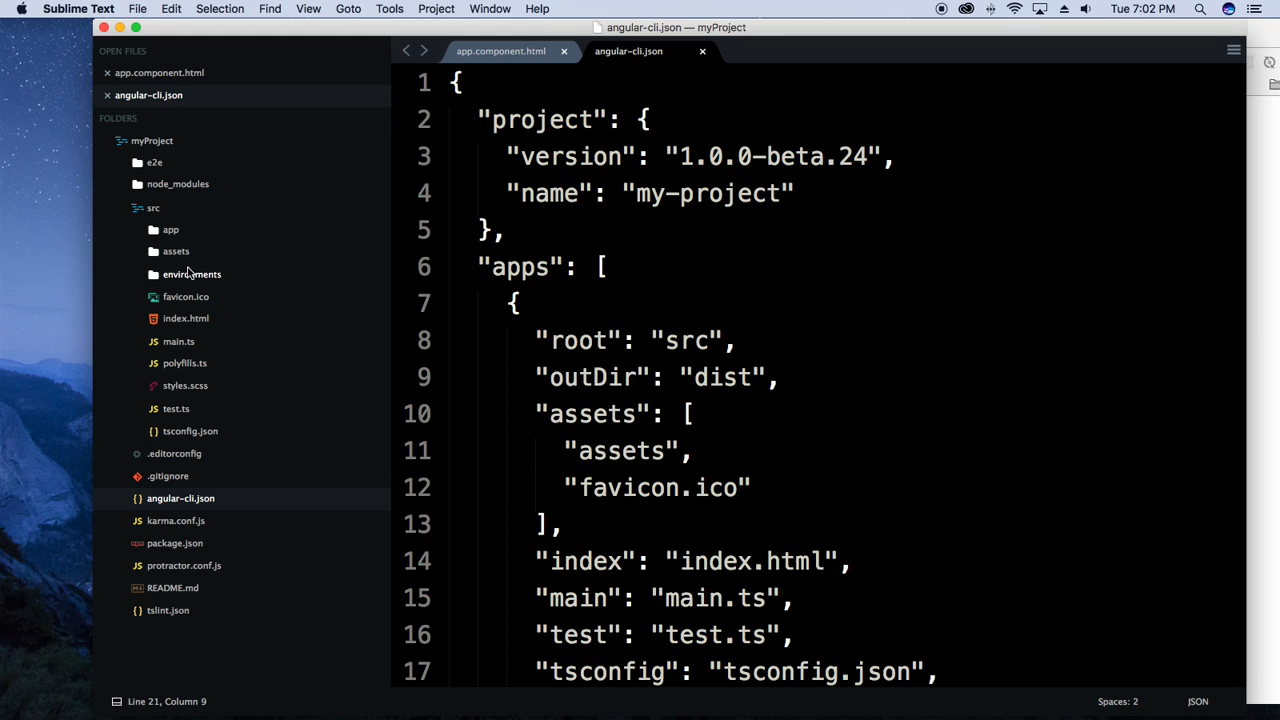 Sublime Text File Edit Selection Find View Goto Tools Project Window Help Tue 7:02 PM
angular-cli.json — myProject
OPEN FILES
app.component.html
angular-cli.json
FOLDERS
myProject
e2e
node_modules
src
app
assets
environments
favicon.ico
index.html
JS main.ts
JS polyfills.ts
styles.scss
JS test.ts
{ } tsconfig.json
.editorconfig
.gitignore
{ } angular-cli.json
JS karma.conf.js
package.json
JS protractor.conf.js
README.md
{ } tslint.json
app.component.html
angular-cli.json
1 {
2 "project": {
3 "version": "1.0.0-beta.24",
4 "name": "my-project"
5 },
6 "apps": [
7 {
8 "root": "src",
9 "outDir": "dist",
10 "assets": [
11 "assets",
12 "favicon.ico"
13 ],
14 "index": "index.html",
15 "main": "main.ts",
16 "test": "test.ts",
17 "tsconfig": "tsconfig.json",
Line 21, Column 9 Spaces: 2 JSON